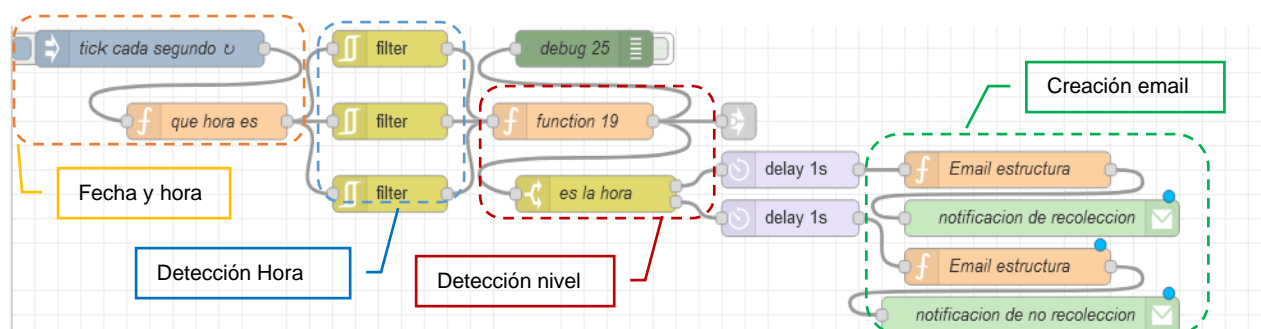 tick cada segundo ↻
filter
debug 25
que hora es
filter
function 19
Creación email
Fecha y hora
filter
es la hora
delay 1s
Email estructura
delay 1s
notificacion de recoleccion
Detección Hora
Detección nivel
Email estructura
notificacion de no recoleccion